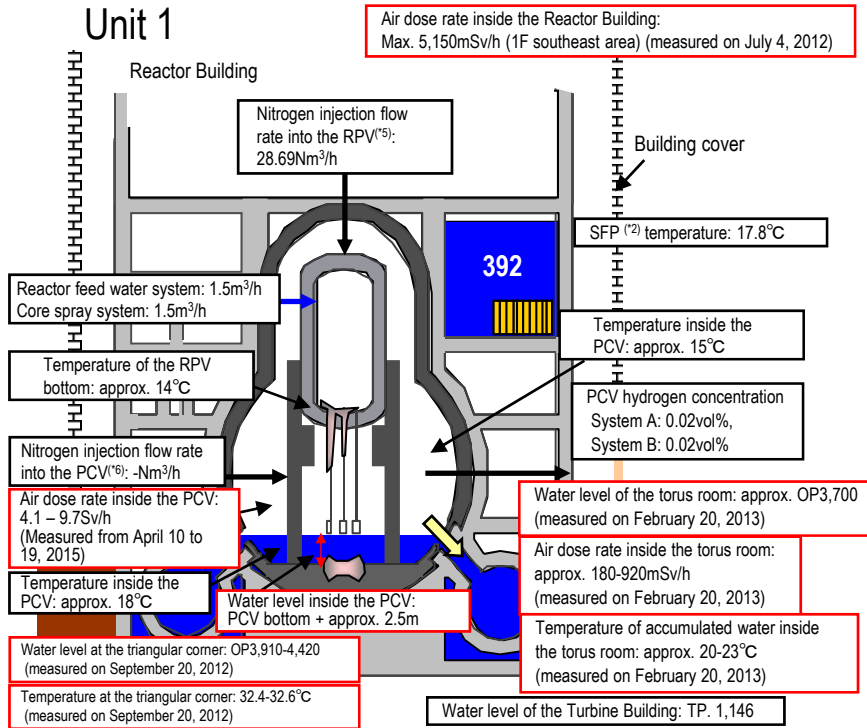 Unit 1
Air dose rate inside the Reactor Building:
Max. 5,150mSv/h (1F southeast area) (measured on July 4, 2012)
Reactor Building
Nitrogen injection flow
rate into the RPV(*5):
28.69Nm3/h
Building cover
SFP (*2) temperature: 17.8℃
392
Reactor feed water system: 1.5m3/h
Core spray system: 1.5m3/h
Temperature inside the
PCV: approx. 15℃
Temperature of the RPV
bottom: approx. 14℃
PCV hydrogen concentration
System A: 0.02vol%,
System B: 0.02vol%
Nitrogen injection flow rate
into the PCV(*6): -Nm3/h
Air dose rate inside the PCV:
4.1 – 9.7Sv/h
(Measured from April 10 to
19, 2015)
Water level of the torus room: approx. OP3,700
(measured on February 20, 2013)
Air dose rate inside the torus room:
approx. 180-920mSv/h
(measured on February 20, 2013)
Temperature inside the
PCV: approx. 18℃
Water level inside the PCV:
PCV bottom + approx. 2.5m
Temperature of accumulated water inside
the torus room: approx. 20-23℃
(measured on February 20, 2013)
Water level at the triangular corner: OP3,910-4,420
(measured on September 20, 2012)
Temperature at the triangular corner: 32.4-32.6℃
(measured on September 20, 2012)
Water level of the Turbine Building: TP. 1,146